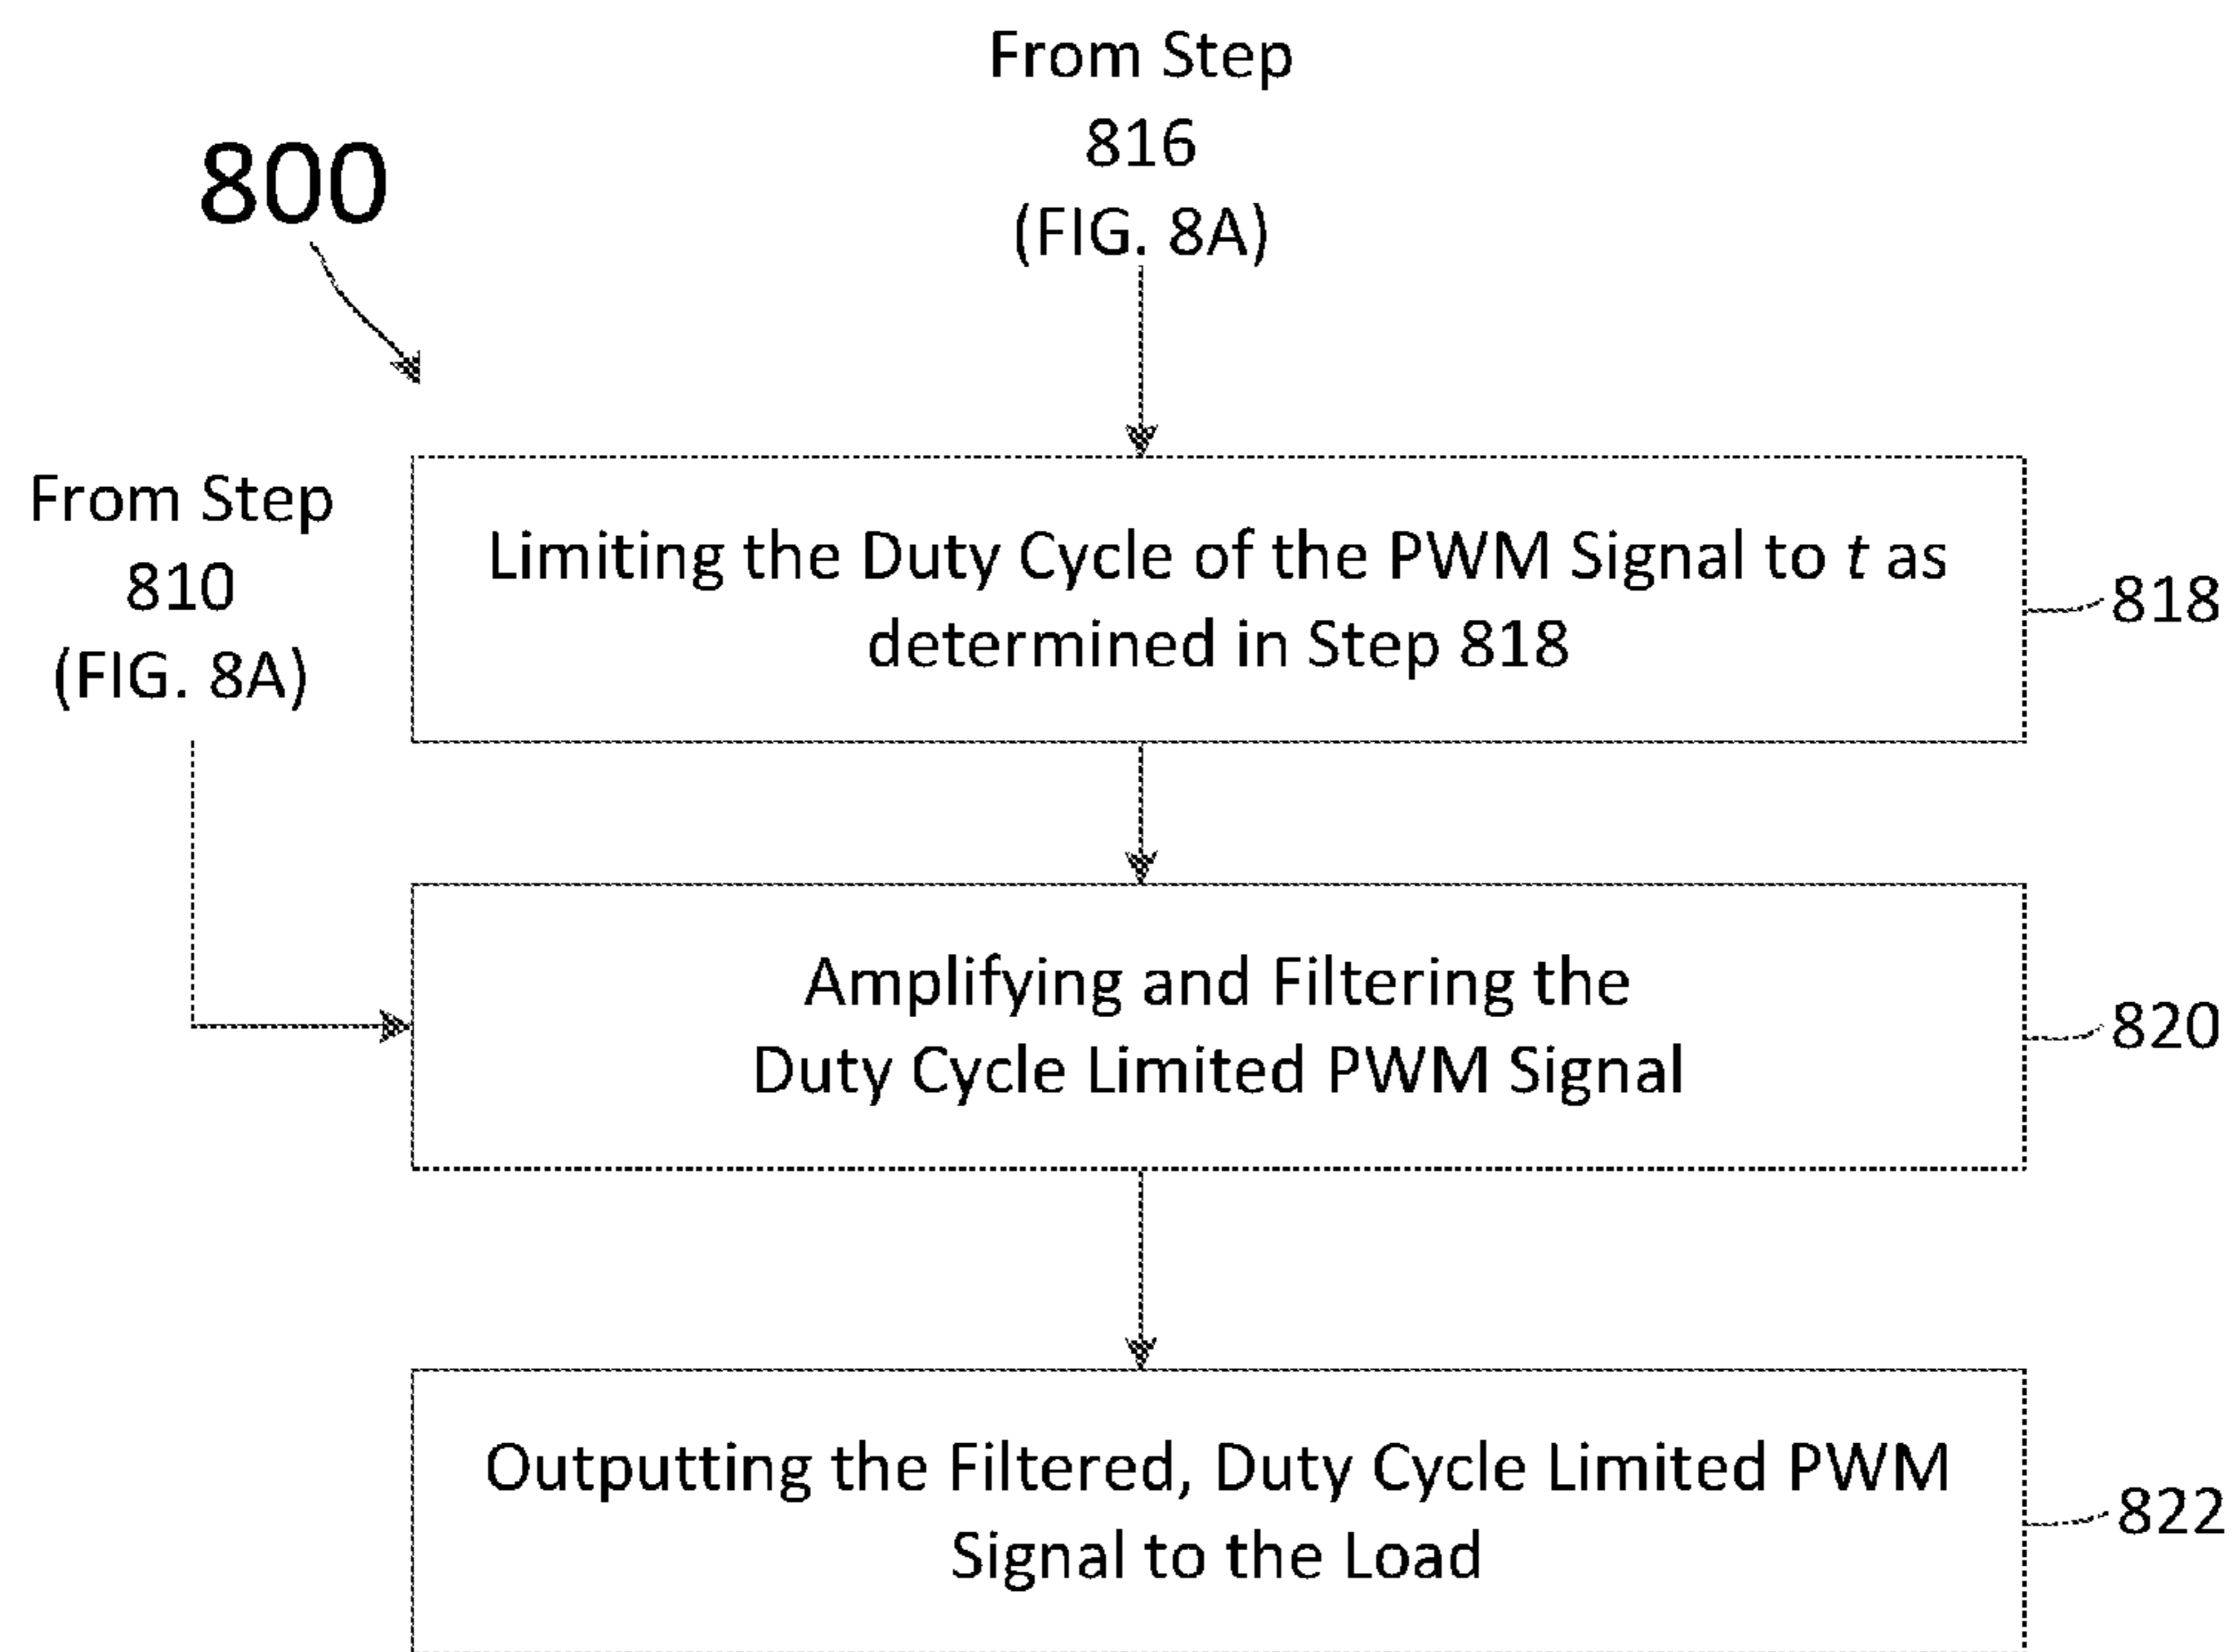 From Step
816
(FIG. 8A)
800
From Step
810
(FIG. 8A)
Limiting the Duty Cycle of the PWM Signal to t as
determined in Step 818
818
Amplifying and Filtering the
Duty Cycle Limited PWM Signal
820
Outputting the Filtered, Duty Cycle Limited PWM
Signal to the Load
822